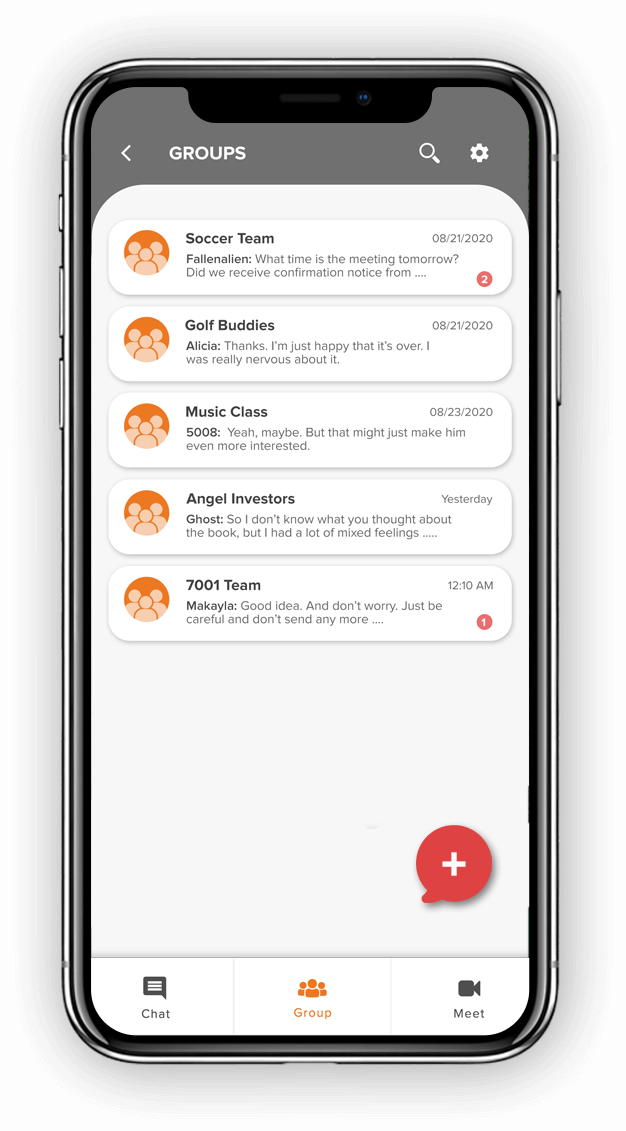 GROUPS
Soccer Team
08/21/2020
Fallenalien: What time is the meeting tomorrow?
Did we receive confirmation notice from ....
2
Golf Buddies
08/21/2020
Alicia: Thanks. I'm just happy that it's over. I
was really nervous about it.
Music Class
08/23/2020
5008: Yeah, maybe. But that might just make him
even more interested.
Angel Investors
Yesterday
Ghost: So I don't know what you thought about
the book, but I had a lot of mixed feelings .....
7001 Team
12:10 AM
Makayla: Good idea. And don't worry. Just be
careful and don't send any more ....
1
+
Chat
Group
Meet